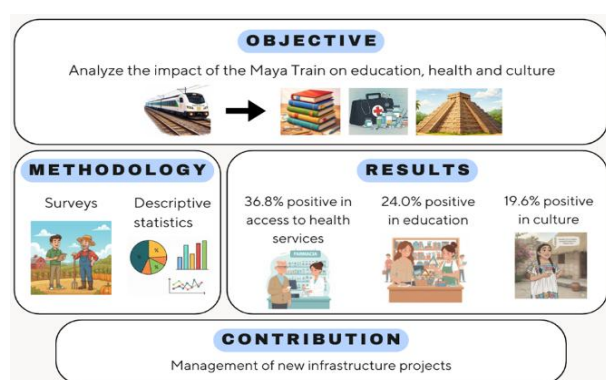 OBJECTIVE
Analyze the impact of the Maya Train on education, health and culture
METHODOLOGY
Surveys
Descriptive
statistics
RESULTS
36.8% positive in
access to health
services
24.0% positive
in education
19.6% positive
in culture
FARMACIA
CONTRIBUTION
Management of new infrastructure projects